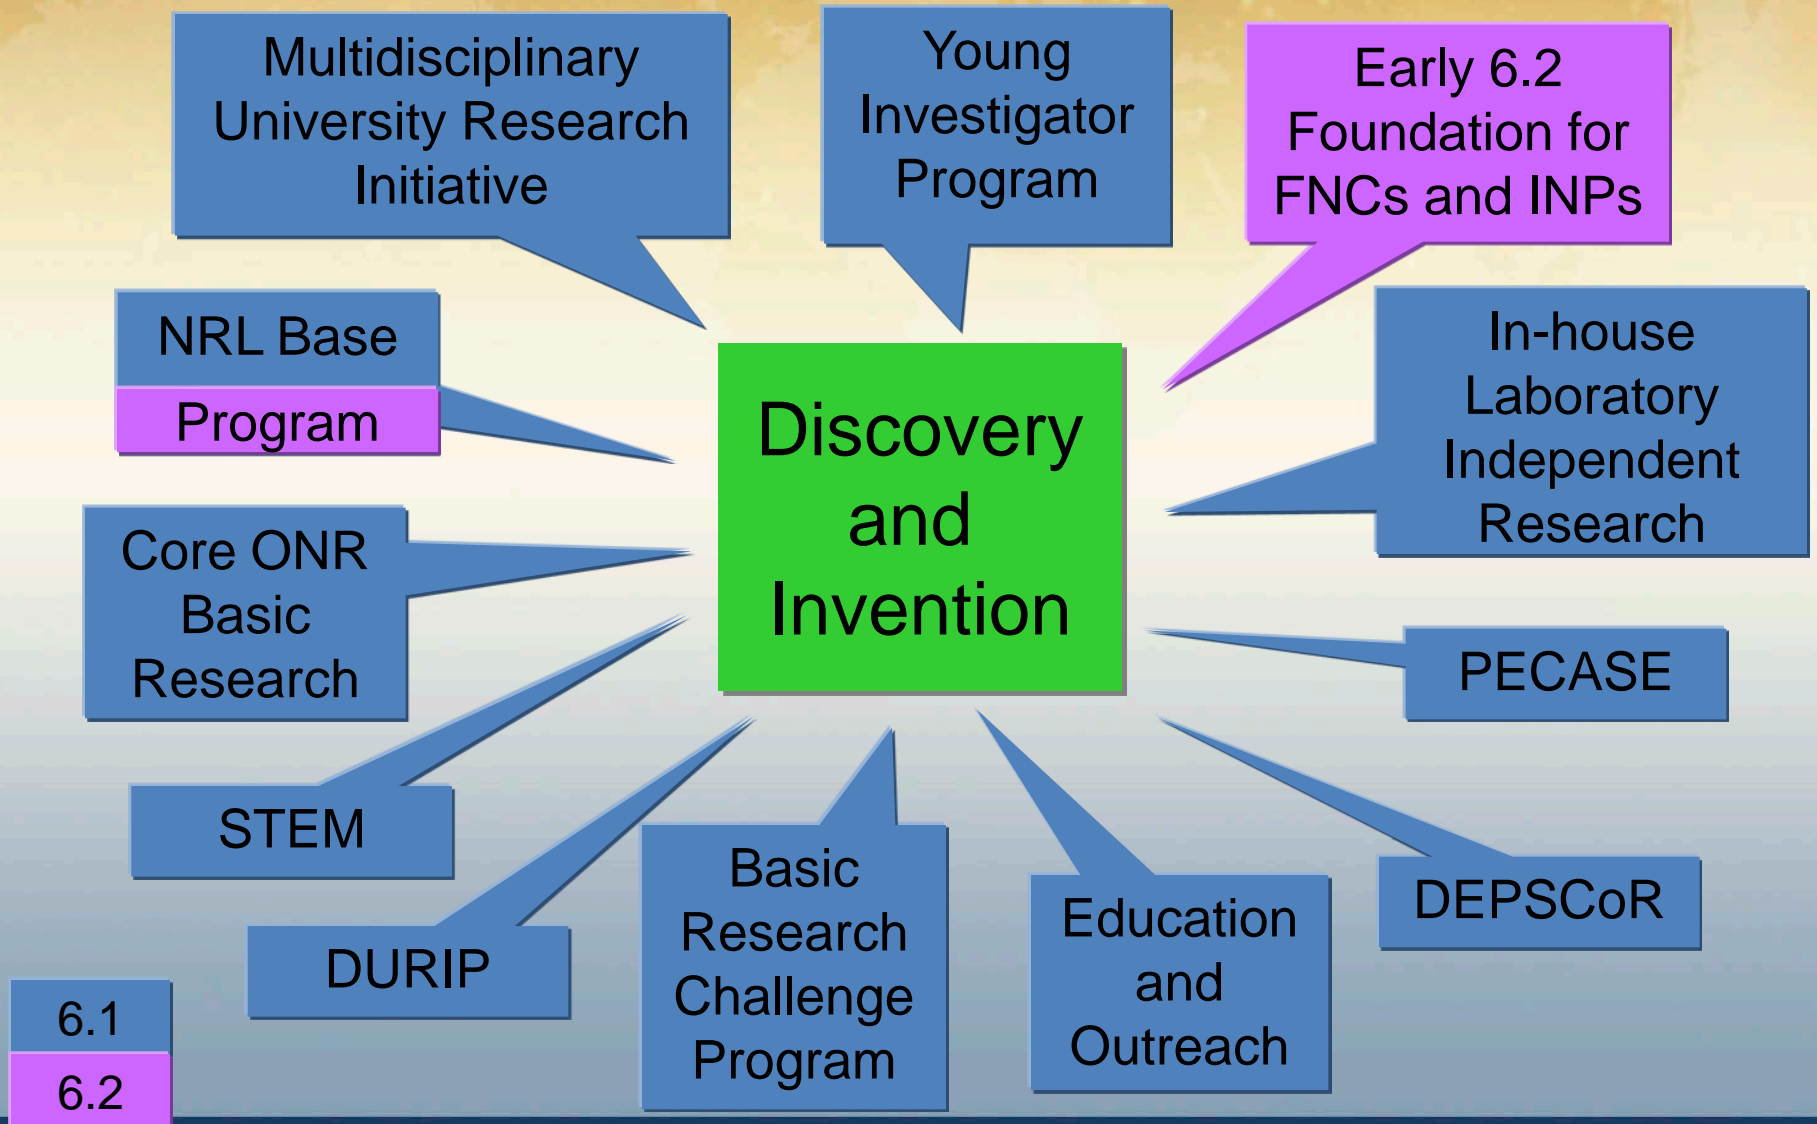 Multidisciplinary
University Research
Initiative
Young
Investigator
Program
Early 6.2
Foundation for
FNCs and INPs
NRL Base
Program
In-house
Laboratory
Independent
Research
Discovery
and
Invention
Core ONR
Basic
Research
PECASE
STEM
DURIP
Basic
Research
Challenge
Program
Education
and
Outreach
DEPSCoR
6.1
6.2